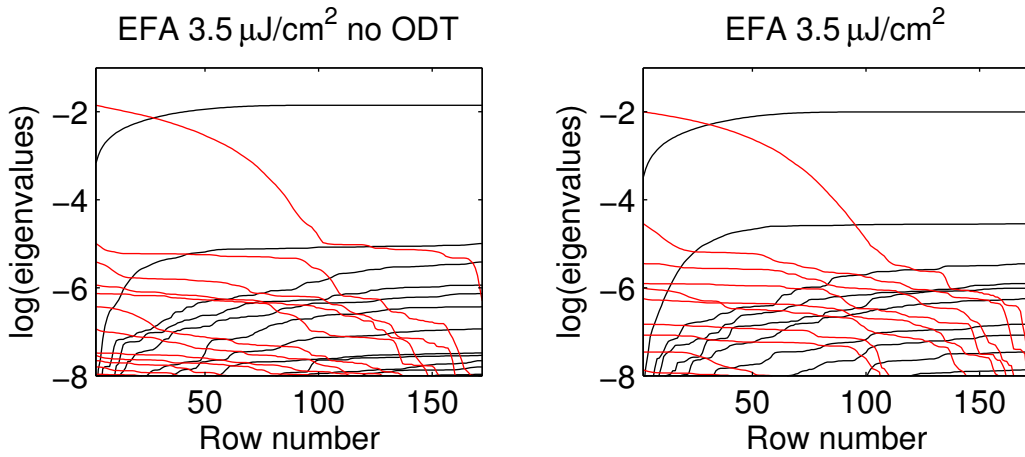 EFA 3.5 μJ/cm² no ODT
log(eigenvalues)
−2
−4
−6
−8
50
100
150
Row number
EFA 3.5 μJ/cm²
log(eigenvalues)
−2
−4
−6
−8
50
100
150
Row number